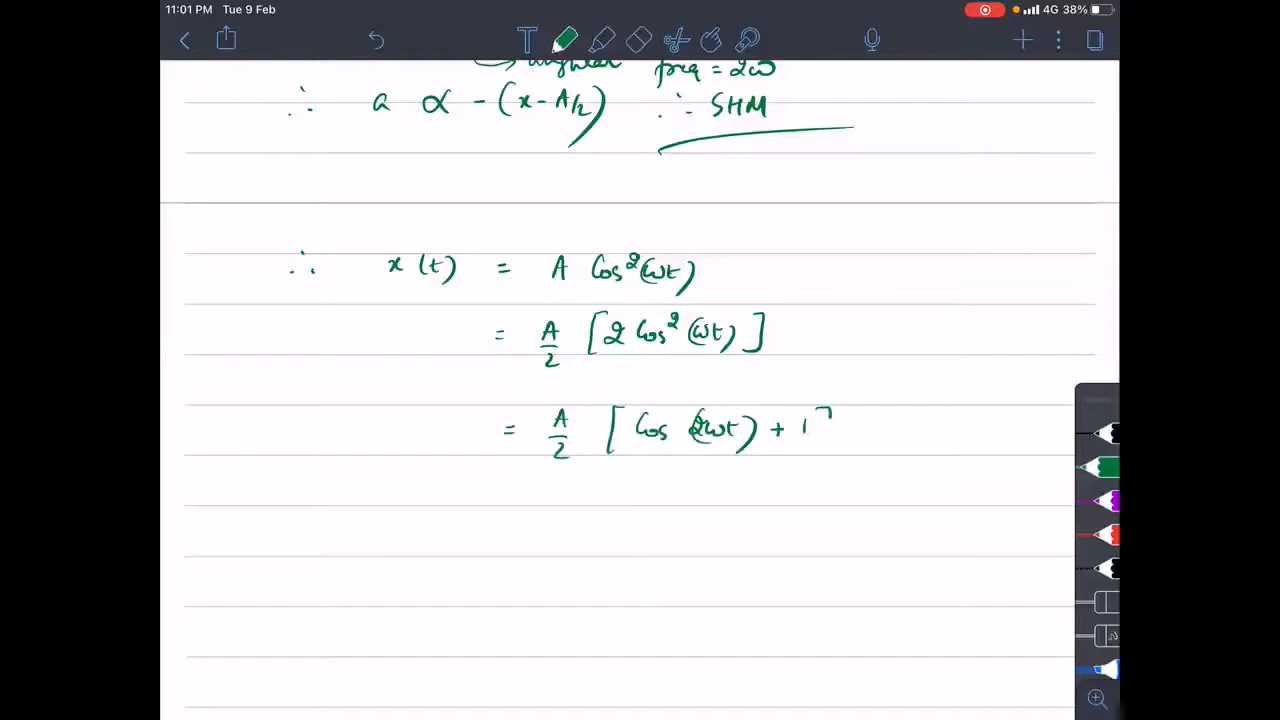 11:01 PM Tue 9 Feb 4G 38%
T
angular freq = 2ω
∴ a ∝ - (x - A/2) ∴ SHM
∴ x (t) = A Cos²(ωt)
= A/2 [2 Cos² (ωt)]
= A/2 [Cos (2ωt) + 1]